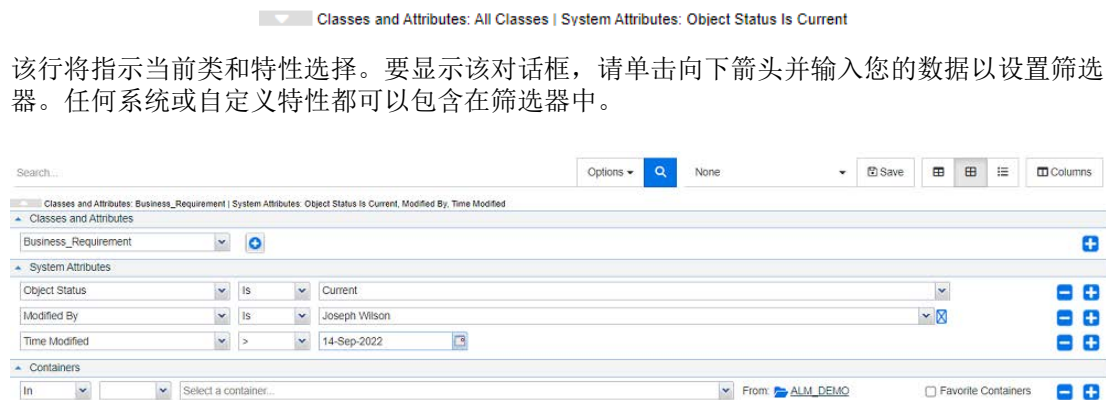 Classes and Attributes: All Classes | System Attributes: Object Status Is Current
该行将指示当前类和特性选择。要显示该对话框，请单击向下箭头并输入您的数据以设置筛选
器。任何系统或自定义特性都可以包含在筛选器中。
Search... Options None Save Columns
Classes and Attributes: Business_Requirement | System Attributes: Object Status Is Current, Modified By, Time Modified
Classes and Attributes
Business_Requirement
System Attributes
Object Status Is Current
Modified By Is Joseph Wilson
Time Modified > 14-Sep-2022
Containers
In Select a container... From: ALM_DEMO Favorite Containers